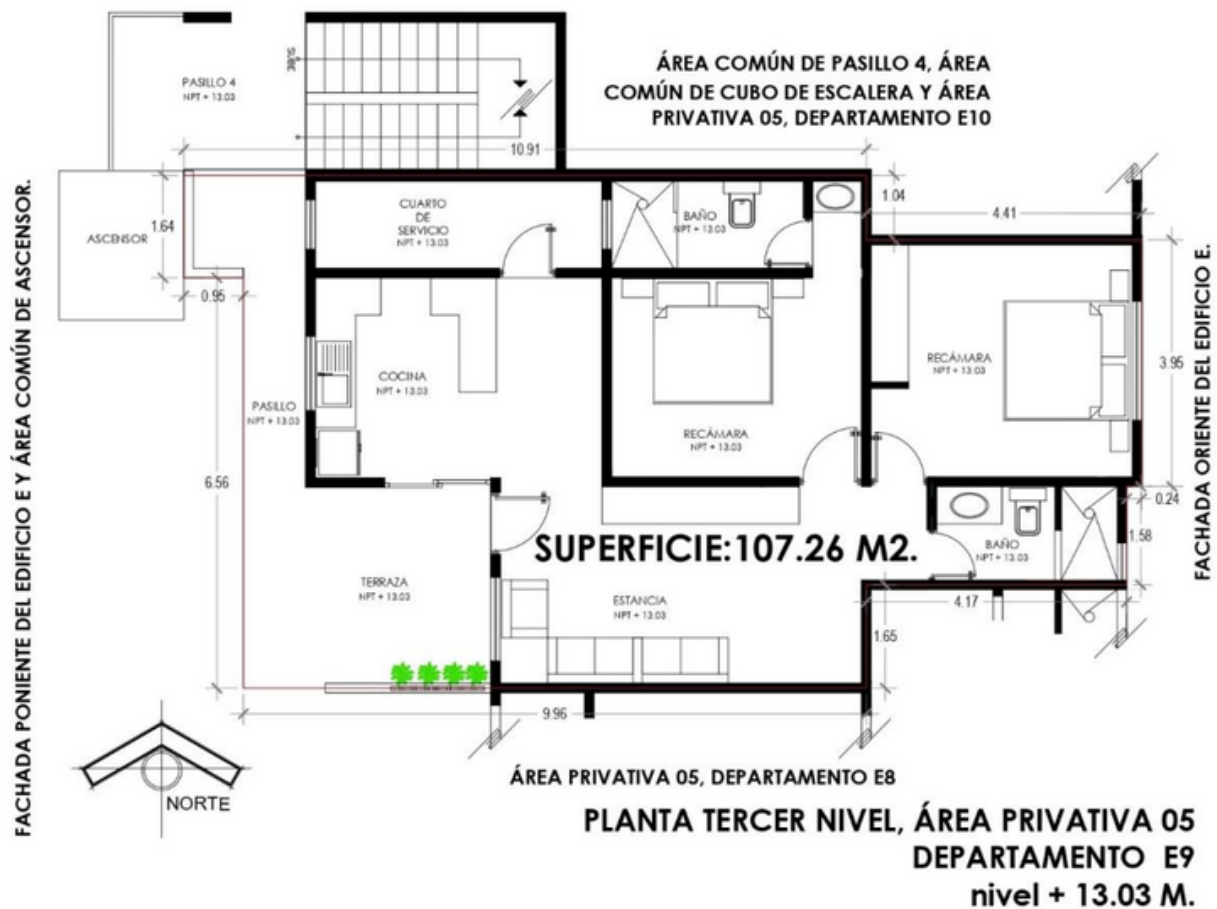 ÁREA COMÚN DE PASILLO 4, ÁREA
COMÚN DE CUBO DE ESCALERA Y ÁREA
PRIVATIVA 05, DEPARTAMENTO E10
SUBE
PASILLO 4
NPT + 13.03
10.91
FACHADA PONIENTE DEL EDIFICIO E Y ÁREA COMÚN DE ASCENSOR.
ASCENSOR
1.64
0.95
CUARTO
DE
SERVICIO
NPT + 13.03
BAÑO
NPT + 13.03
1.04
4.41
COCINA
NPT + 13.03
PASILLO
NPT + 13.03
RECÁMARA
NPT + 13.03
RECÁMARA
NPT + 13.03
3.95
FACHADA ORIENTE DEL EDIFICIO E.
6.56
0.24
1.58
BAÑO
NPT + 13.03
SUPERFICIE:107.26 M2.
TERRAZA
NPT + 13.03
ESTANCIA
NPT + 13.03
4.17
1.65
9.96
NORTE
ÁREA PRIVATIVA 05, DEPARTAMENTO E8
PLANTA TERCER NIVEL, ÁREA PRIVATIVA 05
DEPARTAMENTO E9
nivel + 13.03 M.